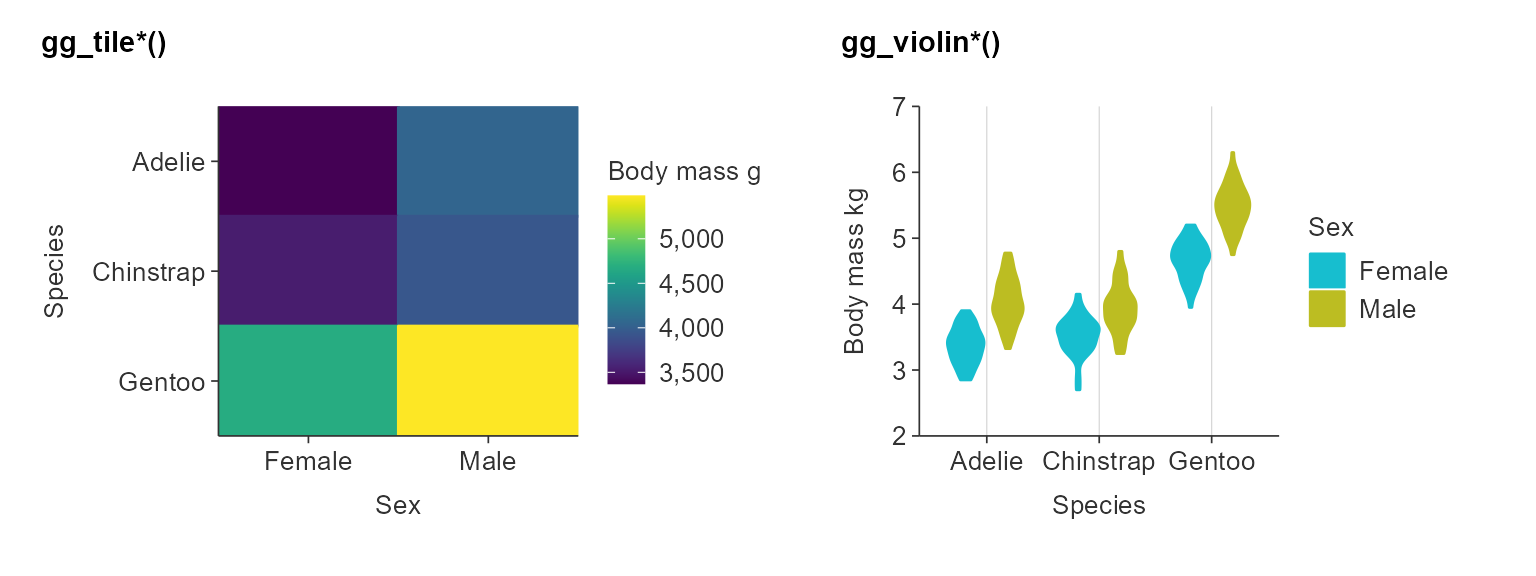 gg_tile*()
Species
Adelie
Chinstrap
Gentoo
Female
Male
Sex
Body mass g
5,000
4,500
4,000
3,500
gg_violin*()
Body mass kg
7
6
5
4
3
2
Adelie
Chinstrap
Gentoo
Species
Sex
Female
Male